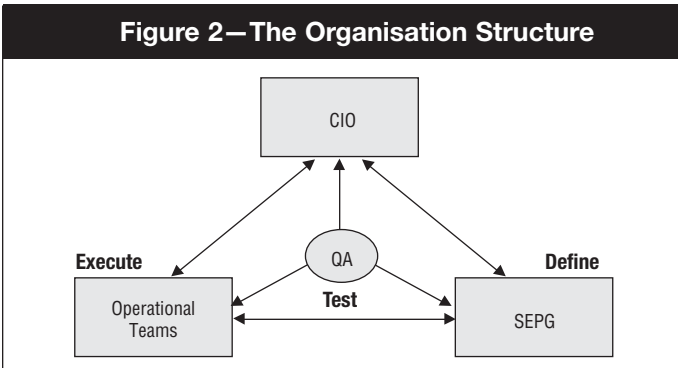 Figure 2—The Organisation Structure
CIO
QA
Execute
Define
Test
Operational
Teams
SEPG